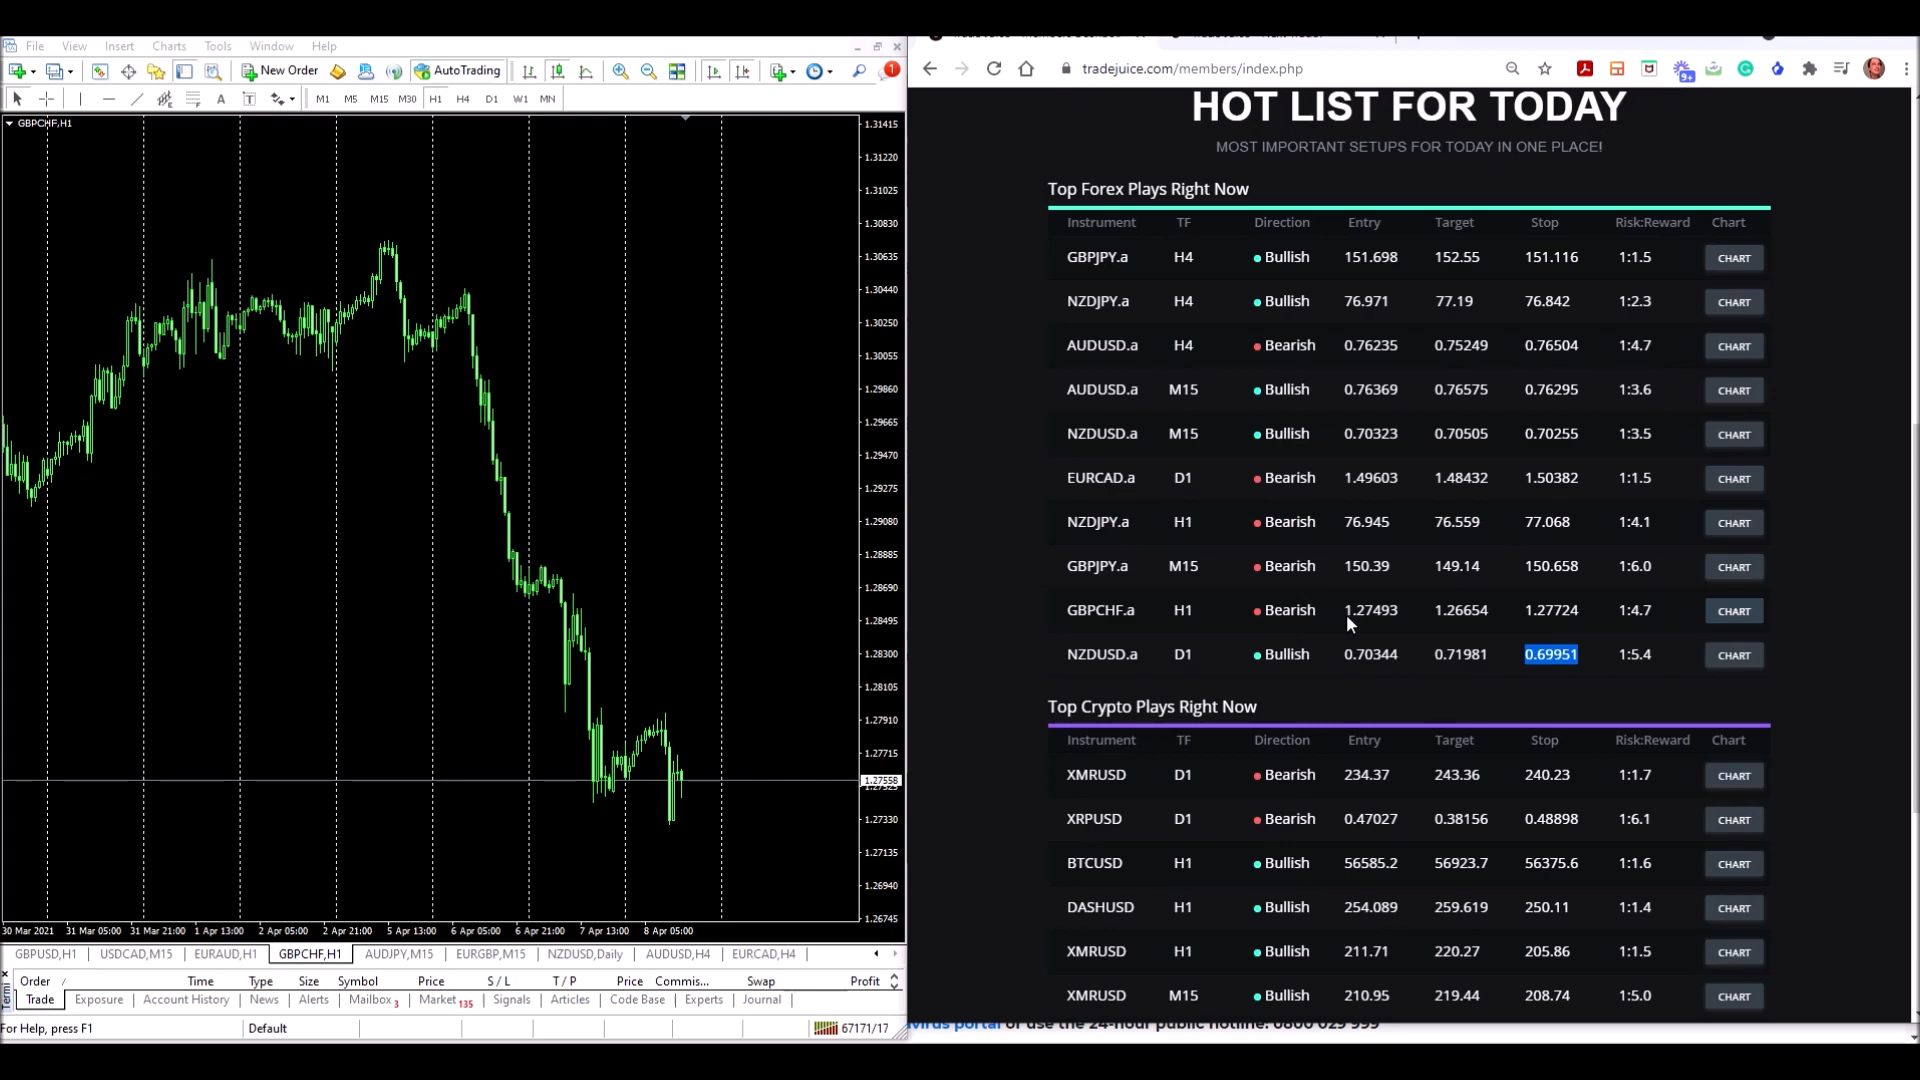 File View Insert Charts Tools Window Help
New Order AutoTrading 1
A T M1 M5 M15 M30 H1 H4 D1 W1 MN
GBPCHF,H1
1.31415
1.31220
1.31025
1.30830
1.30635
1.30440
1.30250
1.30055
1.29860
1.29665
1.29470
1.29275
1.29080
1.28885
1.28690
1.28495
1.28300
1.28105
1.27910
1.27715
1.27558
1.27525
1.27330
1.27135
1.26940
1.26745
30 Mar 2021 31 Mar 05:00 31 Mar 21:00 1 Apr 13:00 2 Apr 05:00 2 Apr 21:00 5 Apr 13:00 6 Apr 05:00 6 Apr 21:00 7 Apr 13:00 8 Apr 05:00
GBPUSD,H1 USDCAD,M15 EURAUD,H1 GBPCHF,H1 AUDJPY,M15 EURGBP,M15 NZDUSD,Daily AUDUSD,H4 EURCAD,H4
Order / Time Type Size Symbol Price S / L T / P Price Commis... Swap Profit
Trade Exposure Account History News Alerts Mailbox 3 Market 135 Signals Articles Code Base Experts Journal
For Help, press F1 Default 67171/17
tradejuice.com/members/index.php 9+
HOT LIST FOR TODAY
MOST IMPORTANT SETUPS FOR TODAY IN ONE PLACE!
Top Forex Plays Right Now
Instrument TF Direction Entry Target Stop Risk:Reward Chart
GBPJPY.a H4 Bullish 151.698 152.55 151.116 1:1.5 CHART
NZDJPY.a H4 Bullish 76.971 77.19 76.842 1:2.3 CHART
AUDUSD.a H4 Bearish 0.76235 0.75249 0.76504 1:4.7 CHART
AUDUSD.a M15 Bullish 0.76369 0.76575 0.76295 1:3.6 CHART
NZDUSD.a M15 Bullish 0.70323 0.70505 0.70255 1:3.5 CHART
EURCAD.a D1 Bearish 1.49603 1.48432 1.50382 1:1.5 CHART
NZDJPY.a H1 Bearish 76.945 76.559 77.068 1:4.1 CHART
GBPJPY.a M15 Bearish 150.39 149.14 150.658 1:6.0 CHART
GBPCHF.a H1 Bearish 1.27493 1.26654 1.27724 1:4.7 CHART
NZDUSD.a D1 Bullish 0.70344 0.71981 0.69951 1:5.4 CHART
Top Crypto Plays Right Now
Instrument TF Direction Entry Target Stop Risk:Reward Chart
XMRUSD D1 Bearish 234.37 243.36 240.23 1:1.7 CHART
XRPUSD D1 Bearish 0.47027 0.38156 0.48898 1:6.1 CHART
BTCUSD H1 Bullish 56585.2 56923.7 56375.6 1:1.6 CHART
DASHUSD H1 Bullish 254.089 259.619 250.11 1:1.4 CHART
XMRUSD H1 Bullish 211.71 220.27 205.86 1:1.5 CHART
XMRUSD M15 Bullish 210.95 219.44 208.74 1:5.0 CHART
portal or use the 24-hour public hotline: 0800 029 999